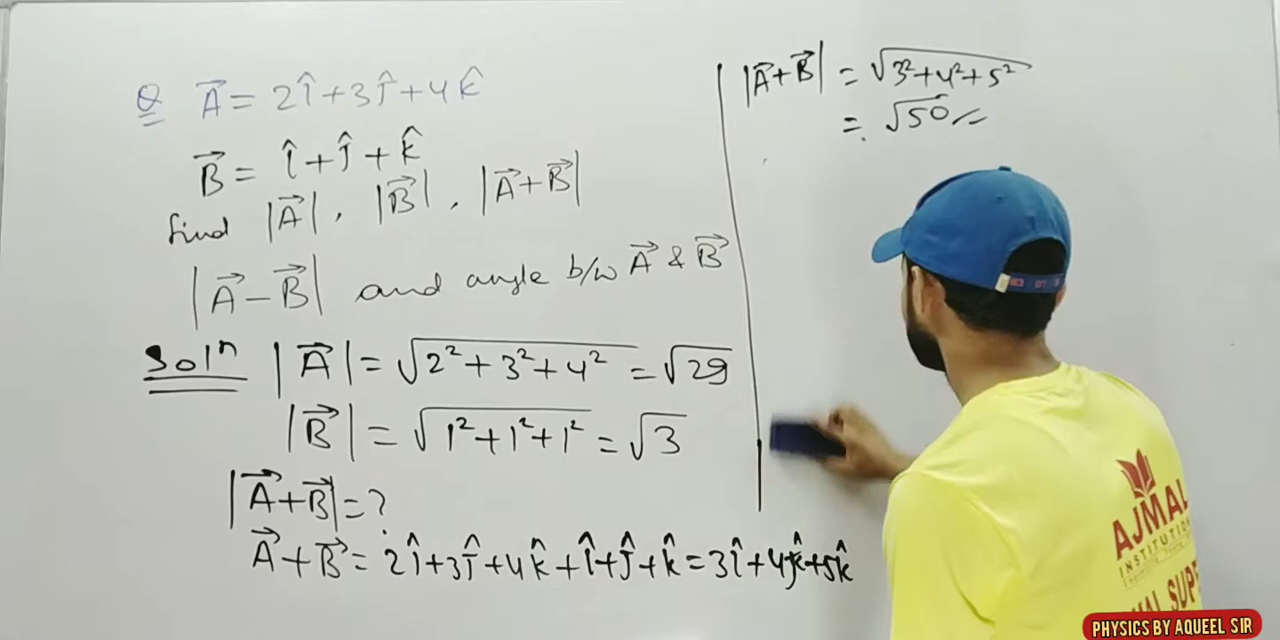 Q A⃗ = 2î+3ĵ+4k̂
B⃗ = î+ĵ+k̂
find |A⃗|, |B⃗|, |A⃗+B⃗|
|A⃗-B⃗| and angle b/w A⃗ & B⃗
Solⁿ |A⃗| = √(2²+3²+4²) = √29
|B⃗| = √(1²+1²+1²) = √3
|A⃗+B⃗| = ?
A⃗+B⃗ = 2î+3ĵ+4k̂+î+ĵ+k̂ = 3î+4ĵ+5k̂
|A⃗+B⃗| = √(3²+4²+5²)
= √50
AJMAL
INSTITUTION
PHYSICS BY AQUEEL SIR